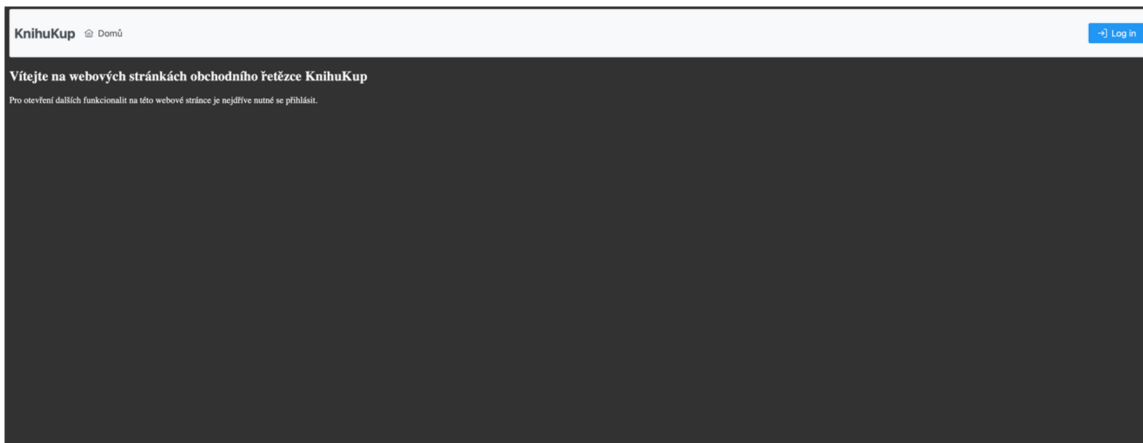 KnihuKup Domů Log in
Vítejte na webových stránkách obchodního řetězce KnihuKup
Pro otevření dalších funkcionalit na této webové stránce je nejdříve nutné se přihlásit.